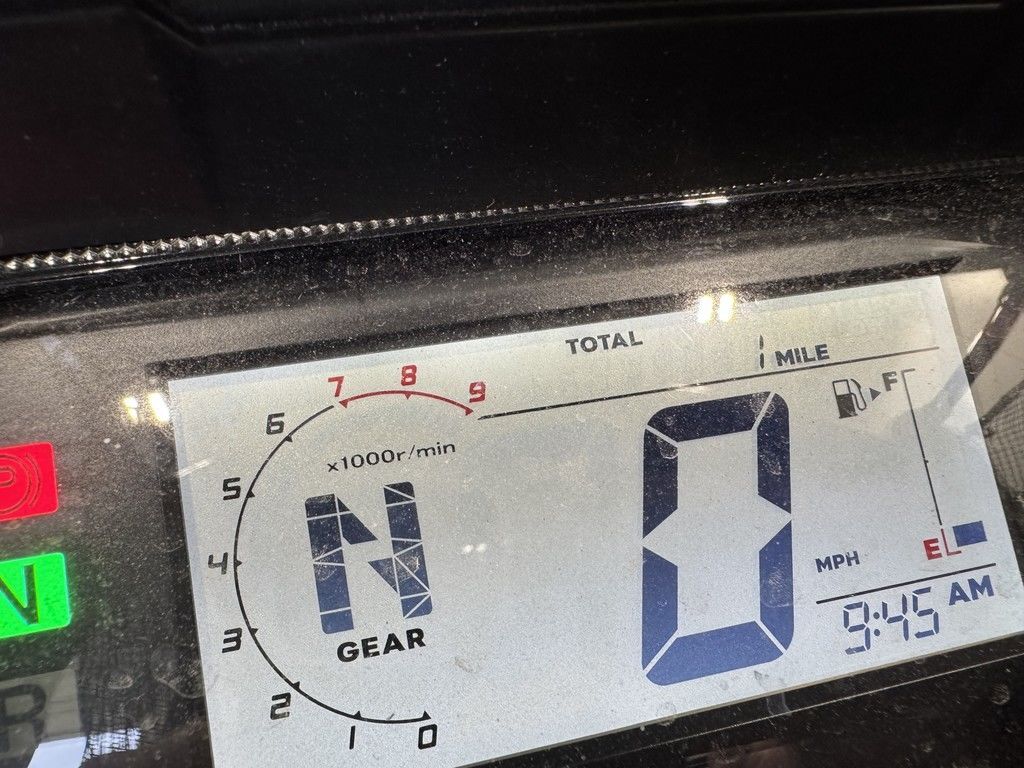 TOTAL
1 MILE
7 8 9
6
x1000r/min
F
5
P
N
4
MPH
E L
N
9:45 AM
3
GEAR
R
2
1 0
0